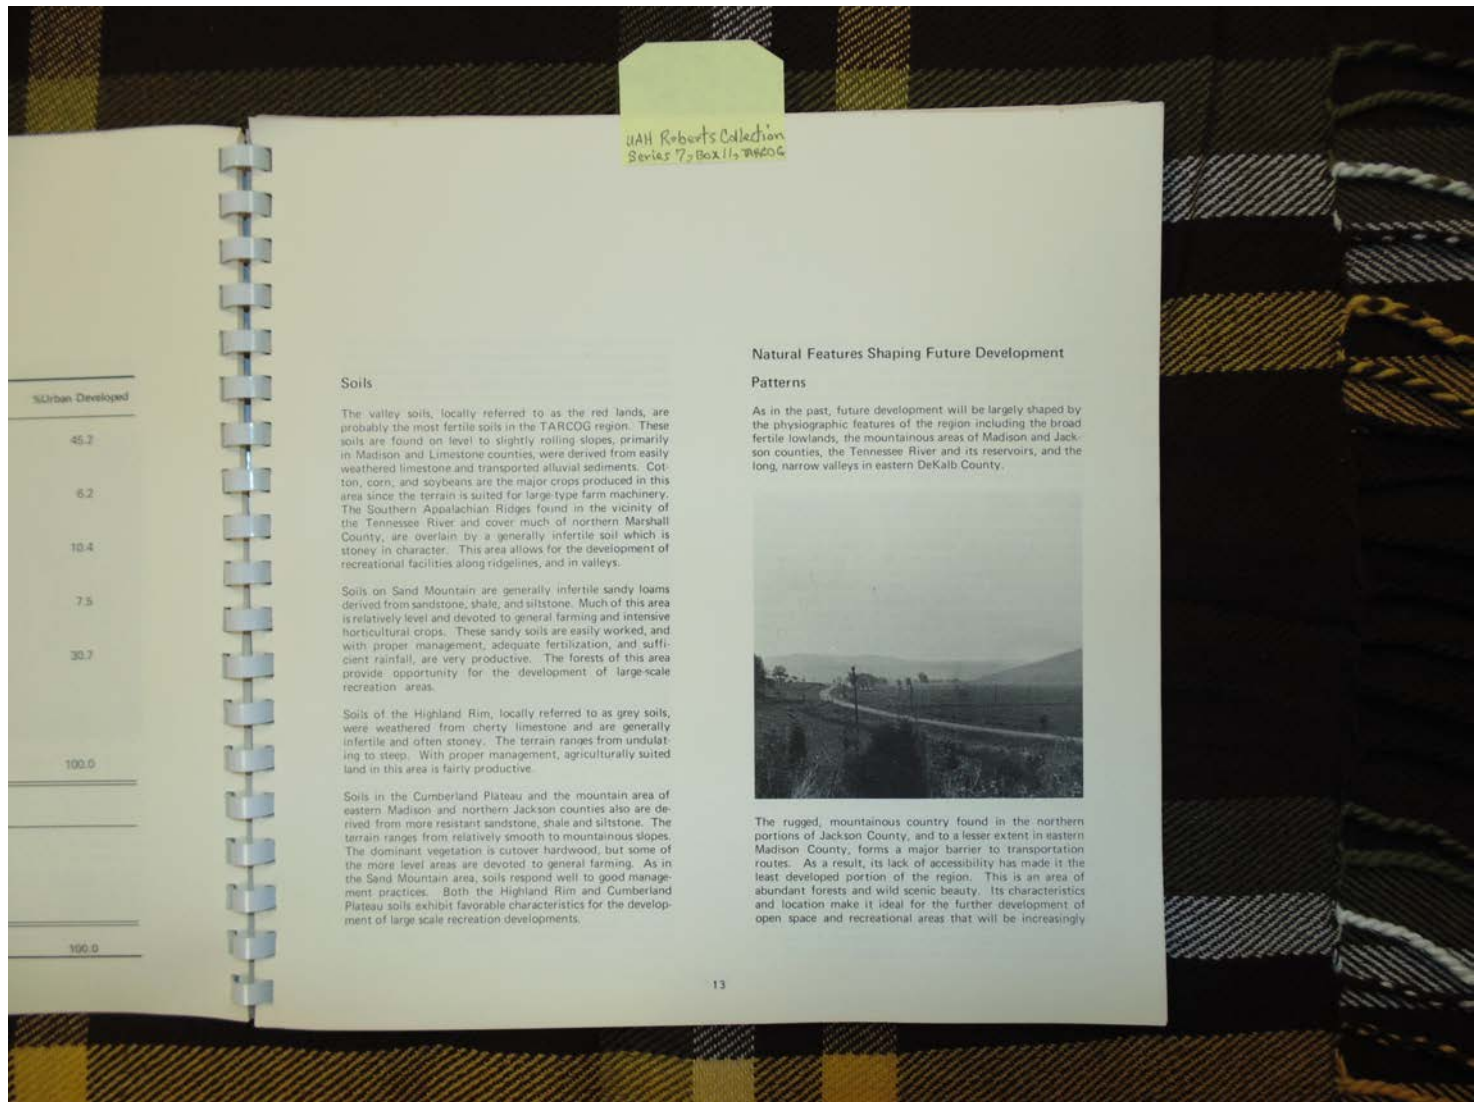 UAH Roberts Collection
Series 7, Box 11, TARCOG
%Urban Developed
45.2
6.2
10.4
7.5
30.7
100.0
100.0
Soils
The valley soils, locally referred to as the red lands, are
probably the most fertile soils in the TARCOG region. These
soils are found on level to slightly rolling slopes, primarily
in Madison and Limestone counties, were derived from easily
weathered limestone and transported alluvial sediments. Cot-
ton, corn, and soybeans are the major crops produced in this
area since the terrain is suited for large-type farm machinery.
The Southern Appalachian Ridges found in the vicinity of
the Tennessee River and cover much of northern Marshall
County, are overlain by a generally infertile soil which is
stoney in character. This area allows for the development of
recreational facilities along ridgelines, and in valleys.
Soils on Sand Mountain are generally infertile sandy loams
derived from sandstone, shale, and siltstone. Much of this area
is relatively level and devoted to general farming and intensive
horticultural crops. These sandy soils are easily worked, and
with proper management, adequate fertilization, and suffi-
cient rainfall, are very productive. The forests of this area
provide opportunity for the development of large-scale
recreation areas.
Soils of the Highland Rim, locally referred to as grey soils,
were weathered from cherty limestone and are generally
infertile and often stoney. The terrain ranges from undulat-
ing to steep. With proper management, agriculturally suited
land in this area is fairly productive.
Soils in the Cumberland Plateau and the mountain area of
eastern Madison and northern Jackson counties also are de-
rived from more resistant sandstone, shale and siltstone. The
terrain ranges from relatively smooth to mountainous slopes.
The dominant vegetation is cutover hardwood, but some of
the more level areas are devoted to general farming. As in
the Sand Mountain area, soils respond well to good manage-
ment practices. Both the Highland Rim and Cumberland
Plateau soils exhibit favorable characteristics for the develop-
ment of large scale recreation developments.
Natural Features Shaping Future Development
Patterns
As in the past, future development will be largely shaped by
the physiographic features of the region including the broad
fertile lowlands, the mountainous areas of Madison and Jack-
son counties, the Tennessee River and its reservoirs, and the
long, narrow valleys in eastern DeKalb County.
The rugged, mountainous country found in the northern
portions of Jackson County, and to a lesser extent in eastern
Madison County, forms a major barrier to transportation
routes. As a result, its lack of accessibility has made it the
least developed portion of the region. This is an area of
abundant forests and wild scenic beauty. Its characteristics
and location make it ideal for the further development of
open space and recreational areas that will be increasingly
13